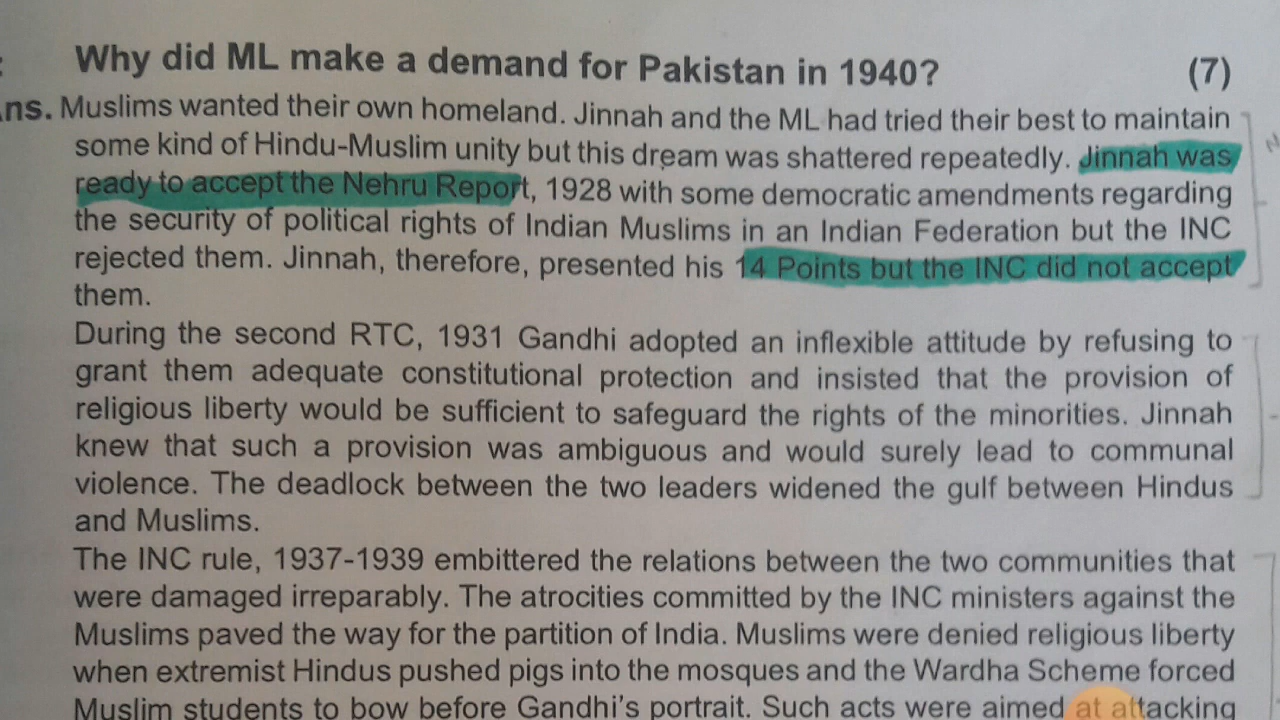 Why did ML make a demand for Pakistan in 1940? (7)
ns. Muslims wanted their own homeland. Jinnah and the ML had tried their best to maintain
some kind of Hindu-Muslim unity but this dream was shattered repeatedly. Jinnah was
ready to accept the Nehru Report, 1928 with some democratic amendments regarding
the security of political rights of Indian Muslims in an Indian Federation but the INC
rejected them. Jinnah, therefore, presented his 14 Points but the INC did not accept
them.
During the second RTC, 1931 Gandhi adopted an inflexible attitude by refusing to
grant them adequate constitutional protection and insisted that the provision of
religious liberty would be sufficient to safeguard the rights of the minorities. Jinnah
knew that such a provision was ambiguous and would surely lead to communal
violence. The deadlock between the two leaders widened the gulf between Hindus
and Muslims.
The INC rule, 1937-1939 embittered the relations between the two communities that
were damaged irreparably. The atrocities committed by the INC ministers against the
Muslims paved the way for the partition of India. Muslims were denied religious liberty
when extremist Hindus pushed pigs into the mosques and the Wardha Scheme forced
Muslim students to bow before Gandhi's portrait. Such acts were aimed at attacking